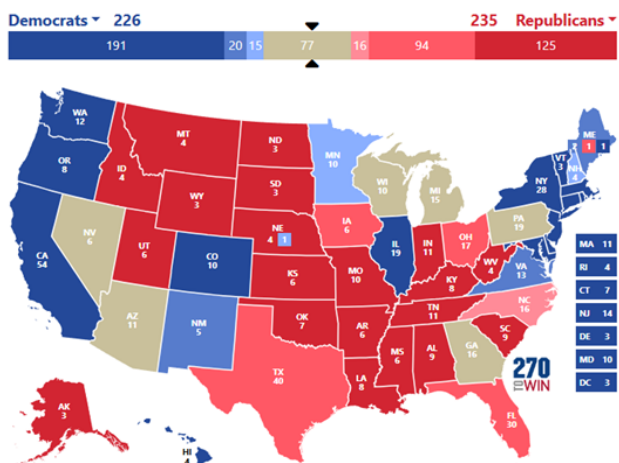 Democrats 226
235 Republicans
191 20 15 77 16 94 125
WA
12
OR
8
CA
54
NV
6
ID
4
MT
4
WY
3
UT
6
AZ
11
CO
10
NM
5
ND
3
SD
3
NE
4 1
KS
6
OK
7
TX
40
MN
10
IA
6
MO
10
AR
6
LA
8
WI
10
IL
19
MI
15
IN
11
OH
17
KY
8
TN
11
MS
6
AL
9
GA
16
FL
30
SC
9
NC
16
VA
13
WV
4
PA
19
NY
28
VT
3
NH
4
ME
2 1 1
MA 11
RI 4
CT 7
NJ 14
DE 3
MD 10
DC 3
AK
3
HI
4
270
TO WIN